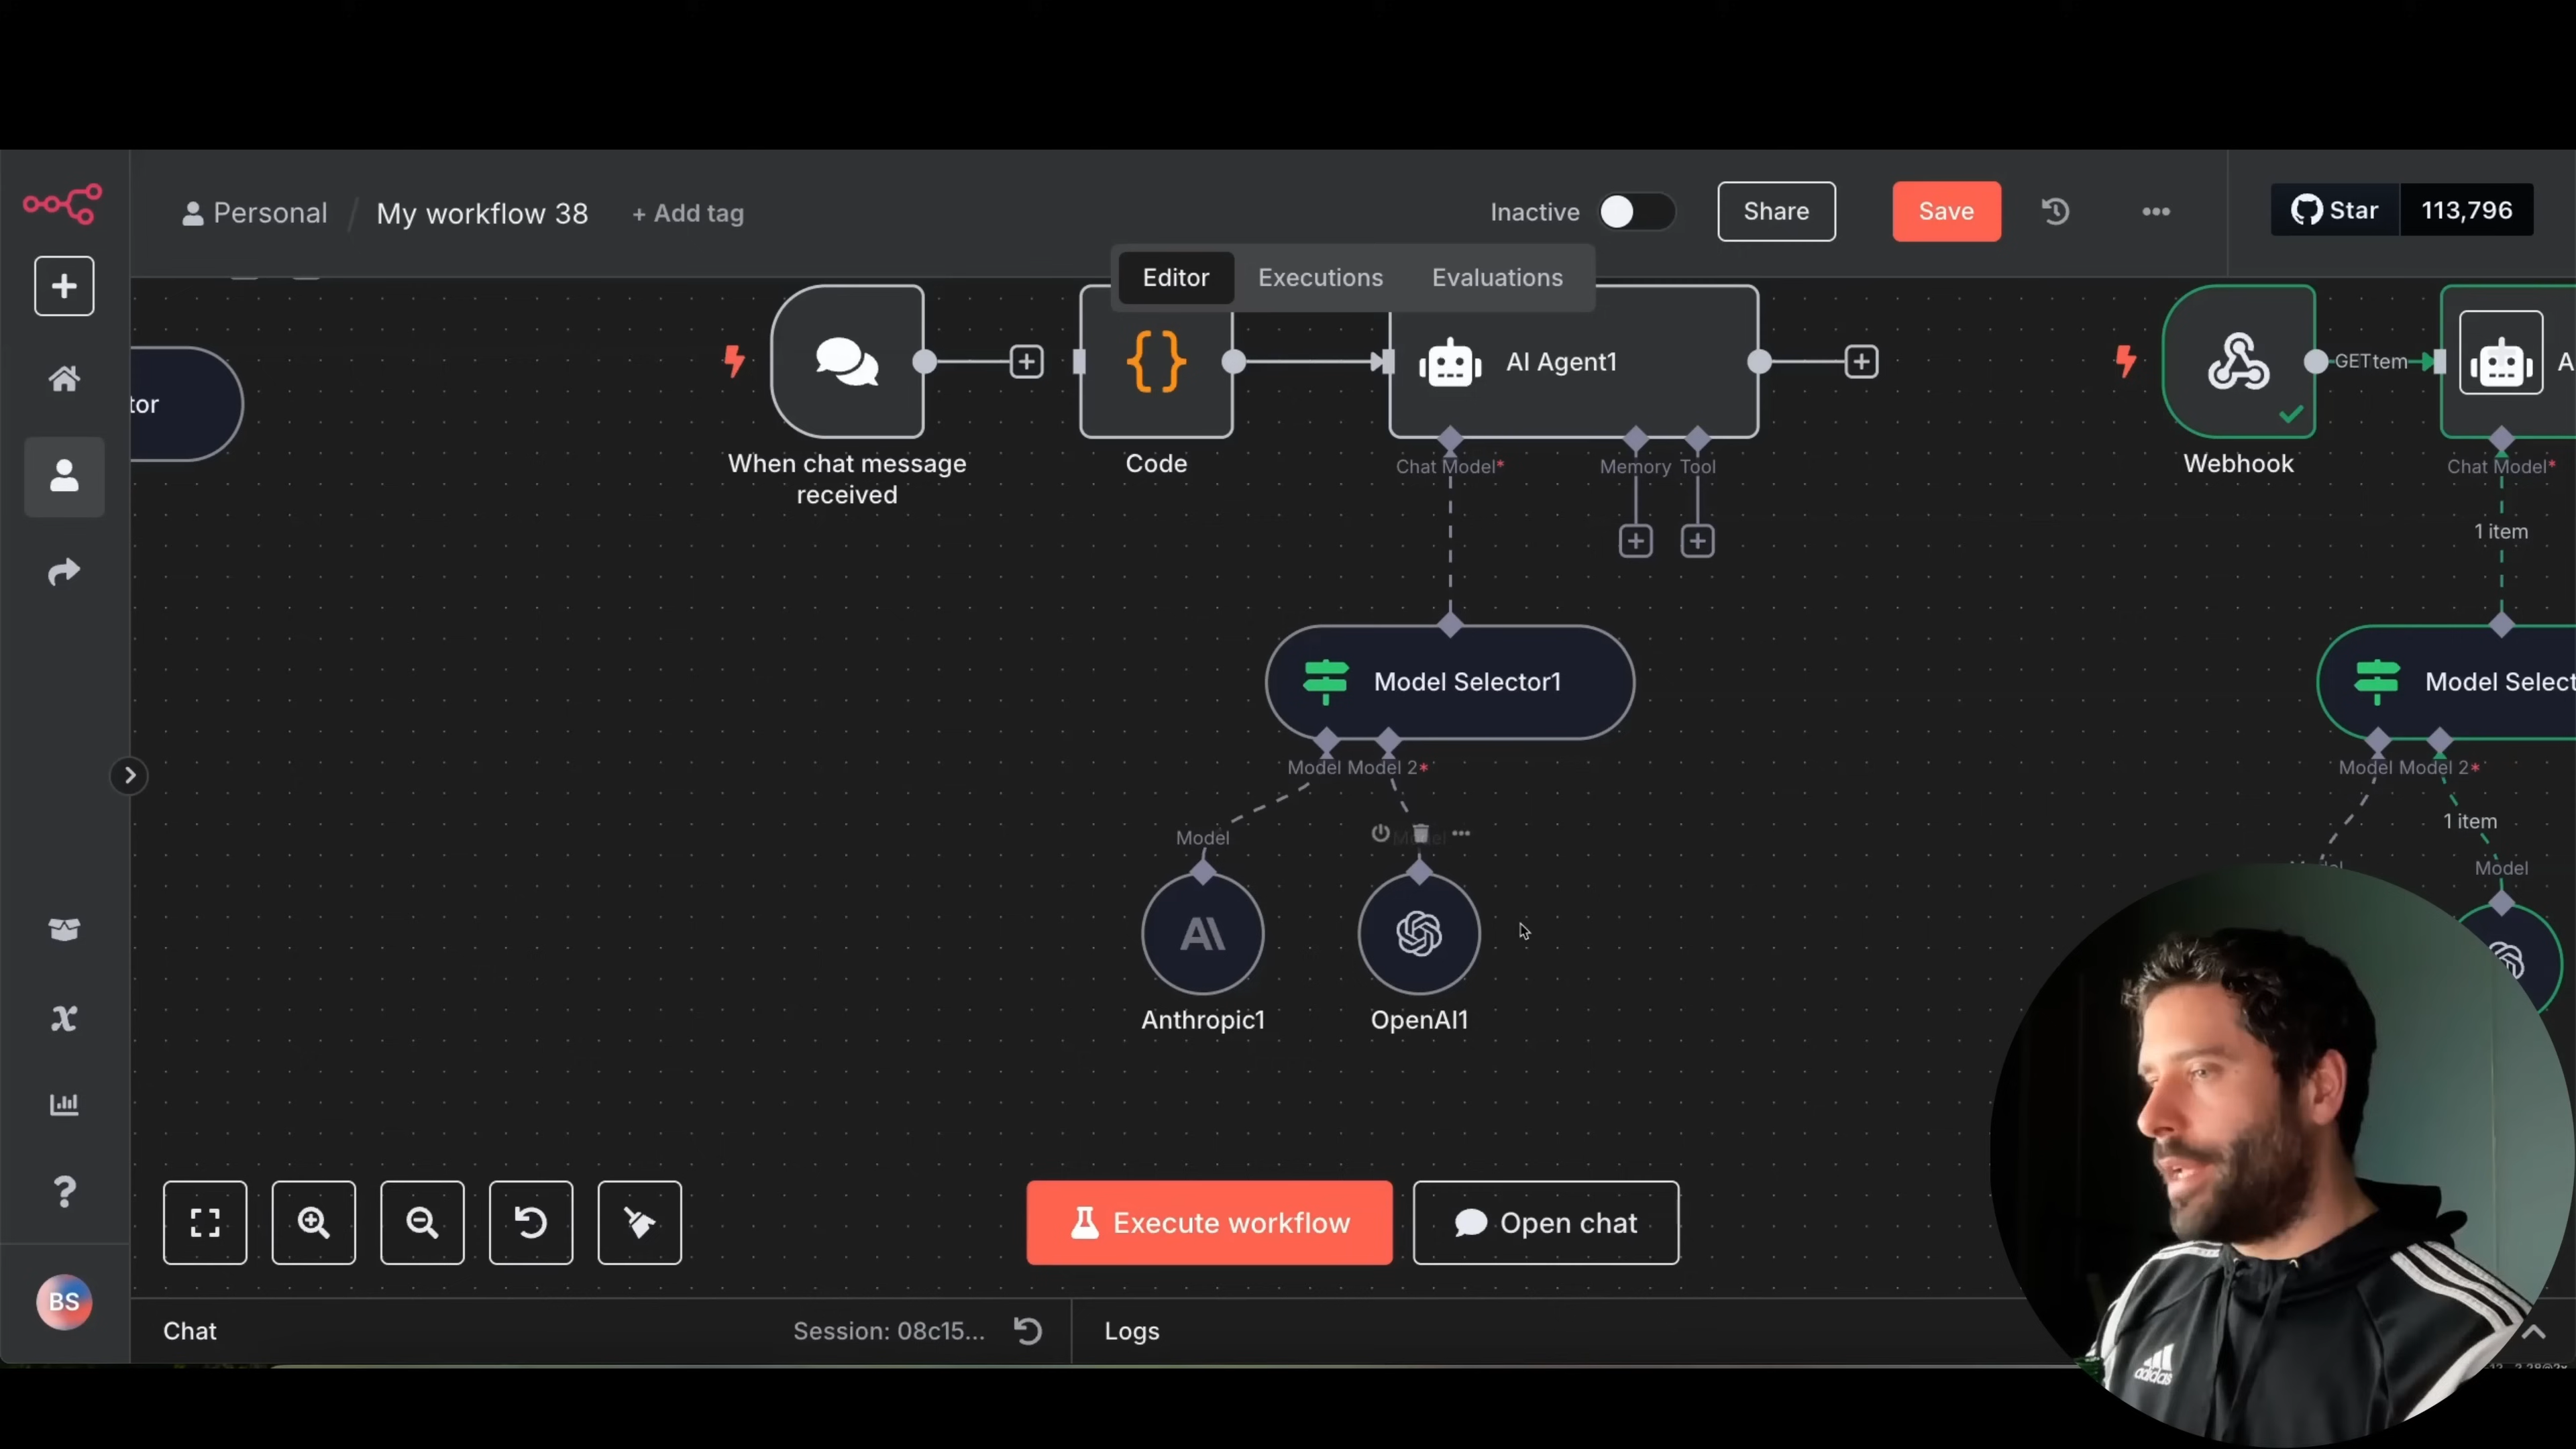 Personal / My workflow 38 + Add tag
Inactive
Share
Save
Star 113,796
Editor Executions Evaluations
tor
When chat message
received
Code
AI Agent1
Chat Model*
Memory Tool
Webhook
GET
tem
A
Chat Model*
1 item
Model Selector1
Model Model 2*
Model Select
Model Model 2*
1 item
Model
Model
Anthropic1
OpenAI1
Execute workflow
Open chat
BS
Chat
Session: 08c15...
Logs
adidas